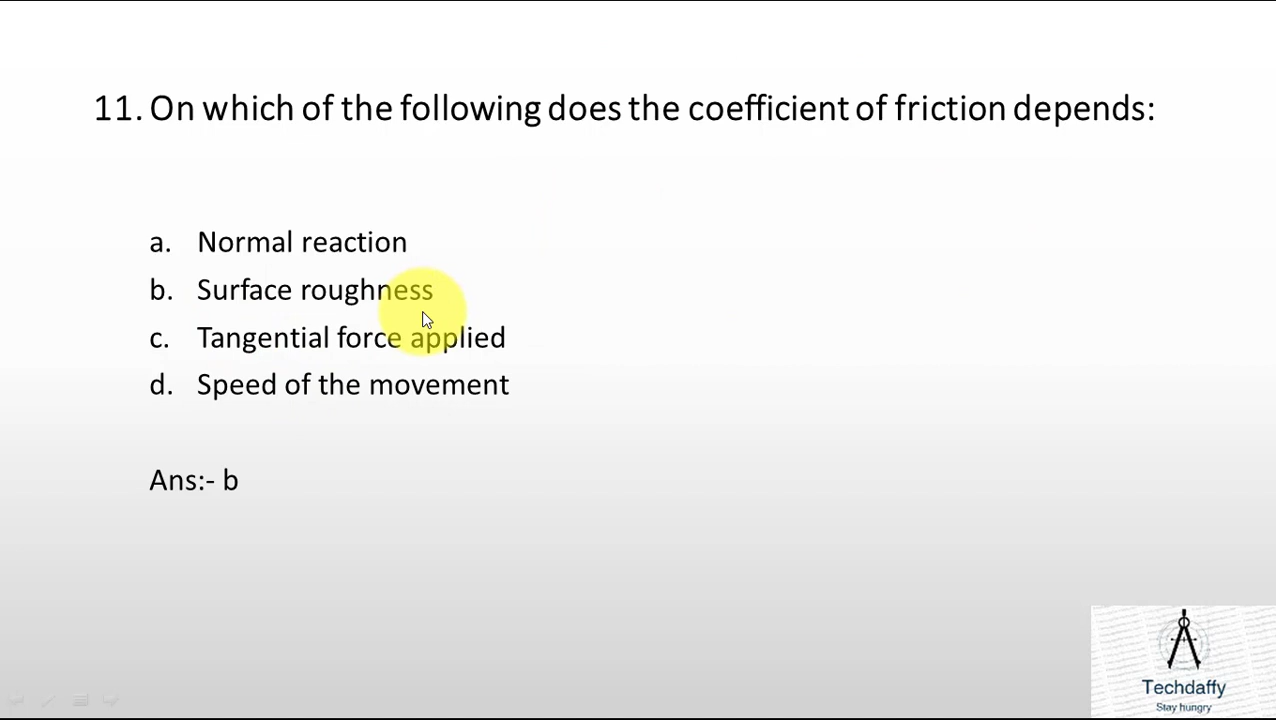 11. On which of the following does the coefficient of friction depends:
a. Normal reaction
b. Surface roughness
c. Tangential force applied
d. Speed of the movement
Ans:- b
Techdaffy
Stay hungry